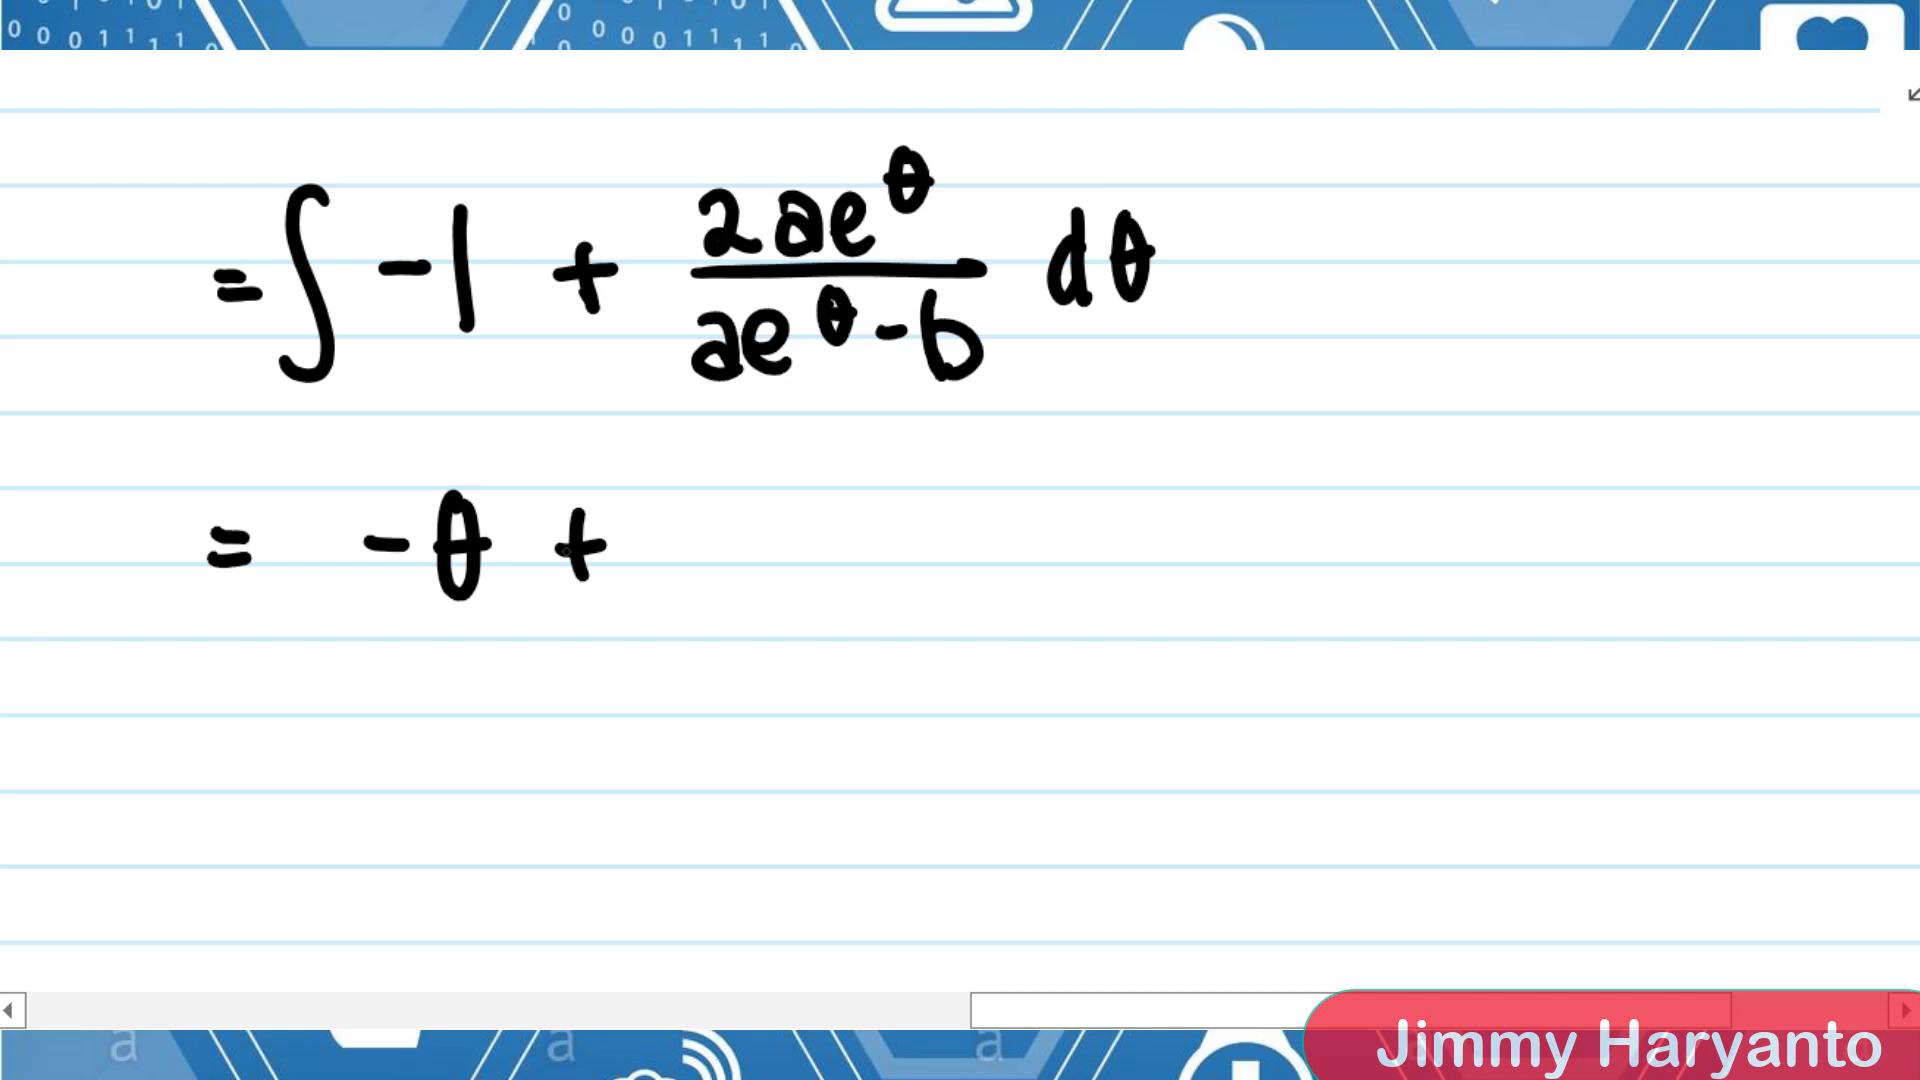 = ∫ -1 + 2ae^θ / ae^θ - b dθ
= -θ +
Jimmy Haryanto